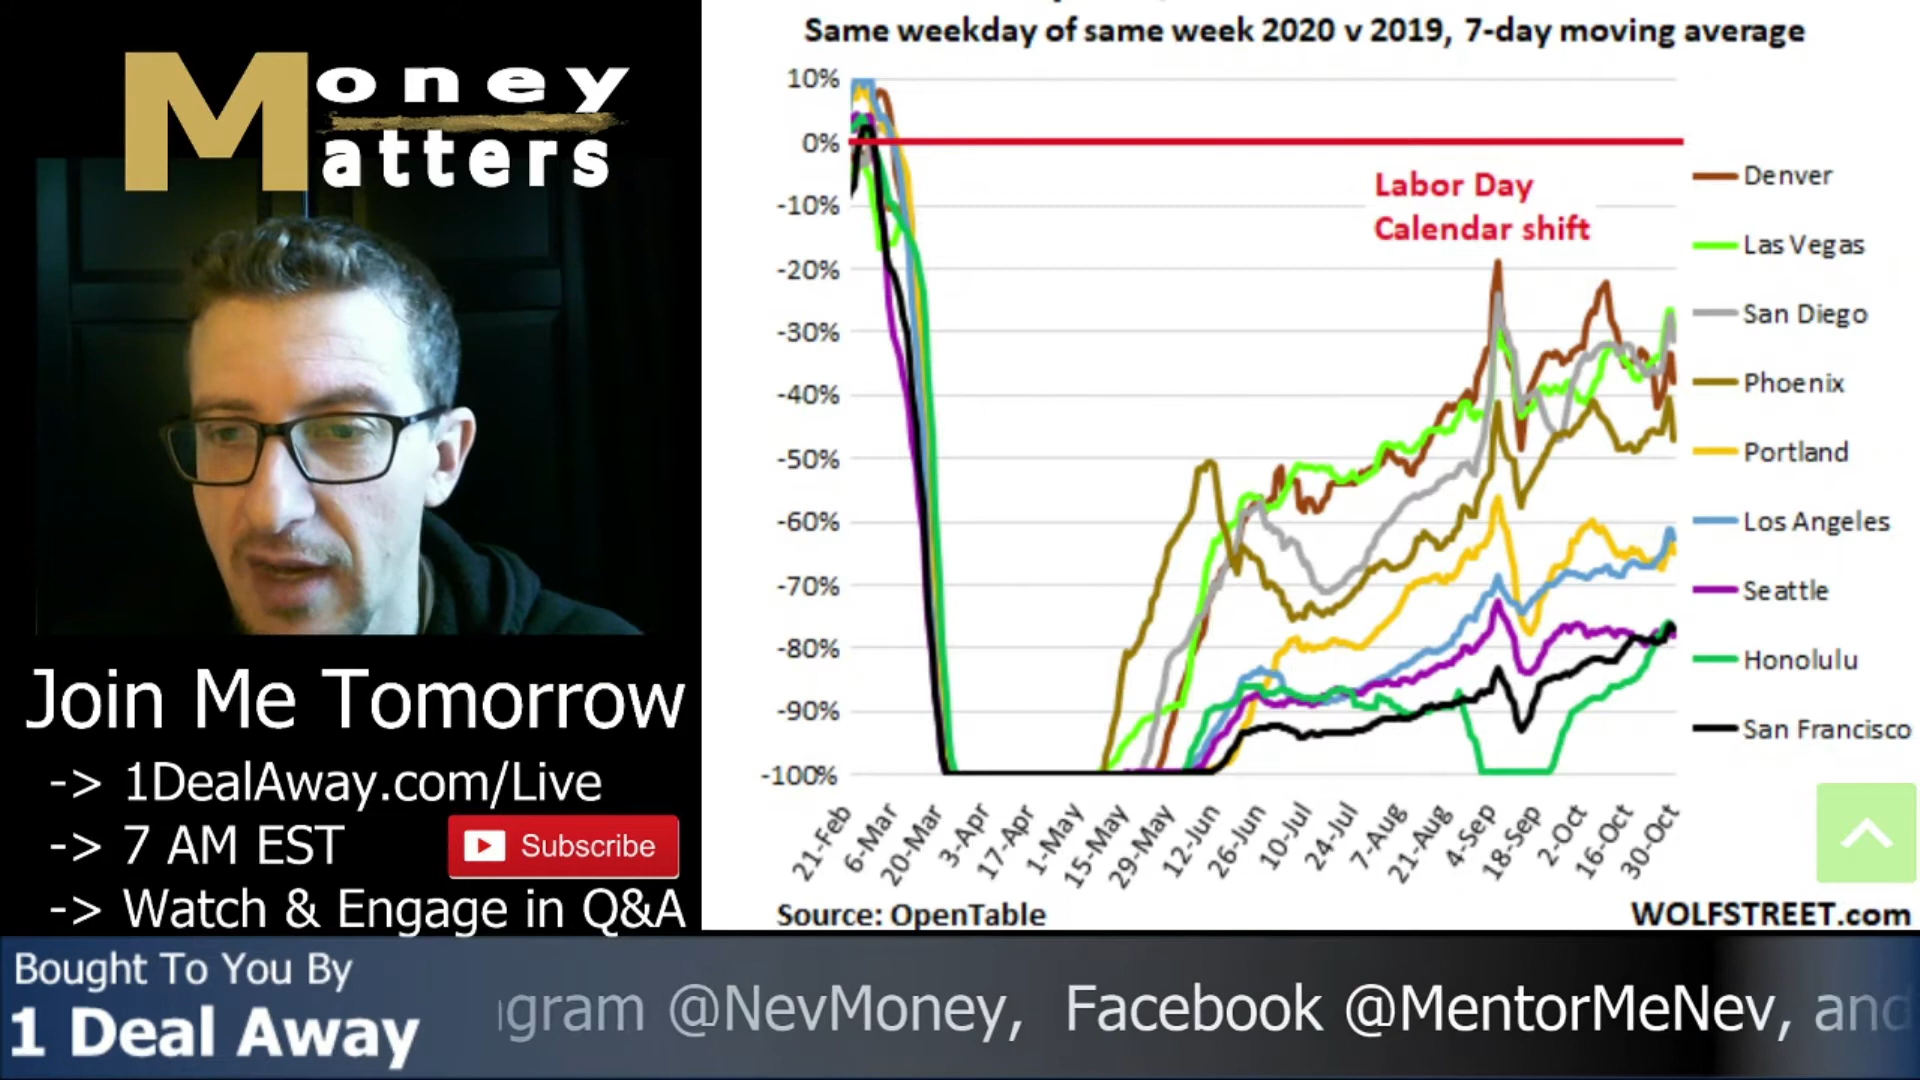 Money
Matters
Join Me Tomorrow
-> 1DealAway.com/Live
-> 7 AM EST
Subscribe
-> Watch & Engage in Q&A
Same weekday of same week 2020 v 2019, 7-day moving average
10%
0%
-10%
-20%
-30%
-40%
-50%
-60%
-70%
-80%
-90%
-100%
Labor Day
Calendar shift
Denver
Las Vegas
San Diego
Phoenix
Portland
Los Angeles
Seattle
Honolulu
San Francisco
21-Feb
6-Mar
20-Mar
3-Apr
17-Apr
1-May
15-May
29-May
12-Jun
26-Jun
10-Jul
24-Jul
7-Aug
21-Aug
4-Sep
18-Sep
2-Oct
16-Oct
30-Oct
Source: OpenTable
WOLFSTREET.com
Bought To You By
1 Deal Away
gram @NevMoney, Facebook @MentorMeNev, and